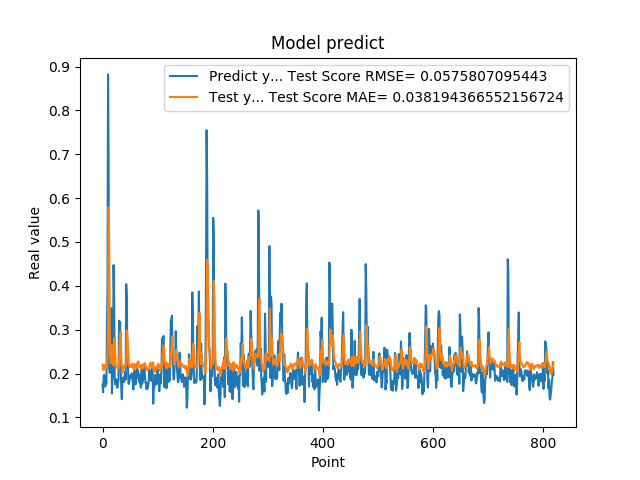 Model predict
Predict y... Test Score RMSE= 0.0575807095443
Test y... Test Score MAE= 0.038194366552156724
Real value
0.9
0.8
0.7
0.6
0.5
0.4
0.3
0.2
0.1
0 200 400 600 800
Point